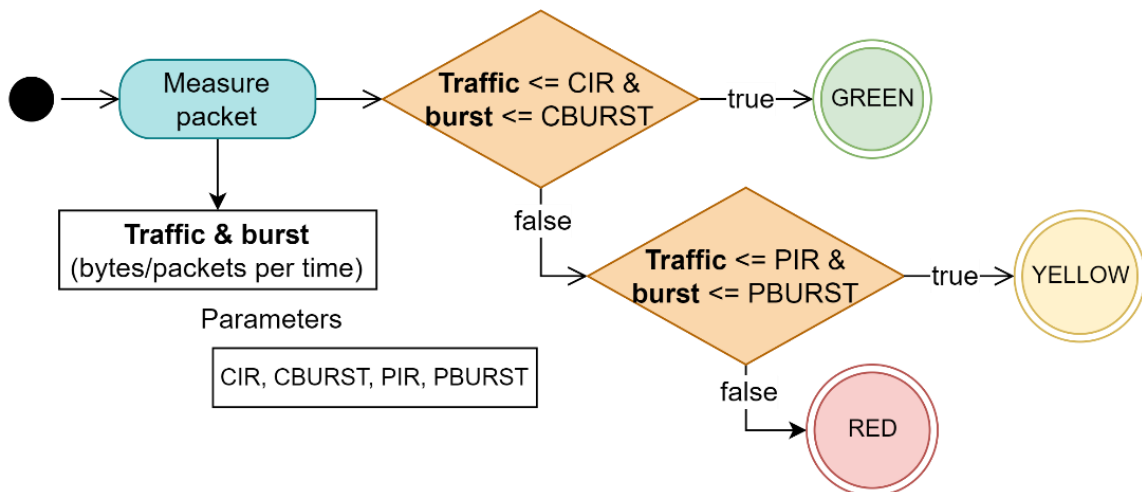 Measure
packet
Traffic <= CIR &
burst <= CBURST
true
GREEN
false
Traffic & burst
(bytes/packets per time)
Traffic <= PIR &
burst <= PBURST
true
YELLOW
Parameters
CIR, CBURST, PIR, PBURST
false
RED